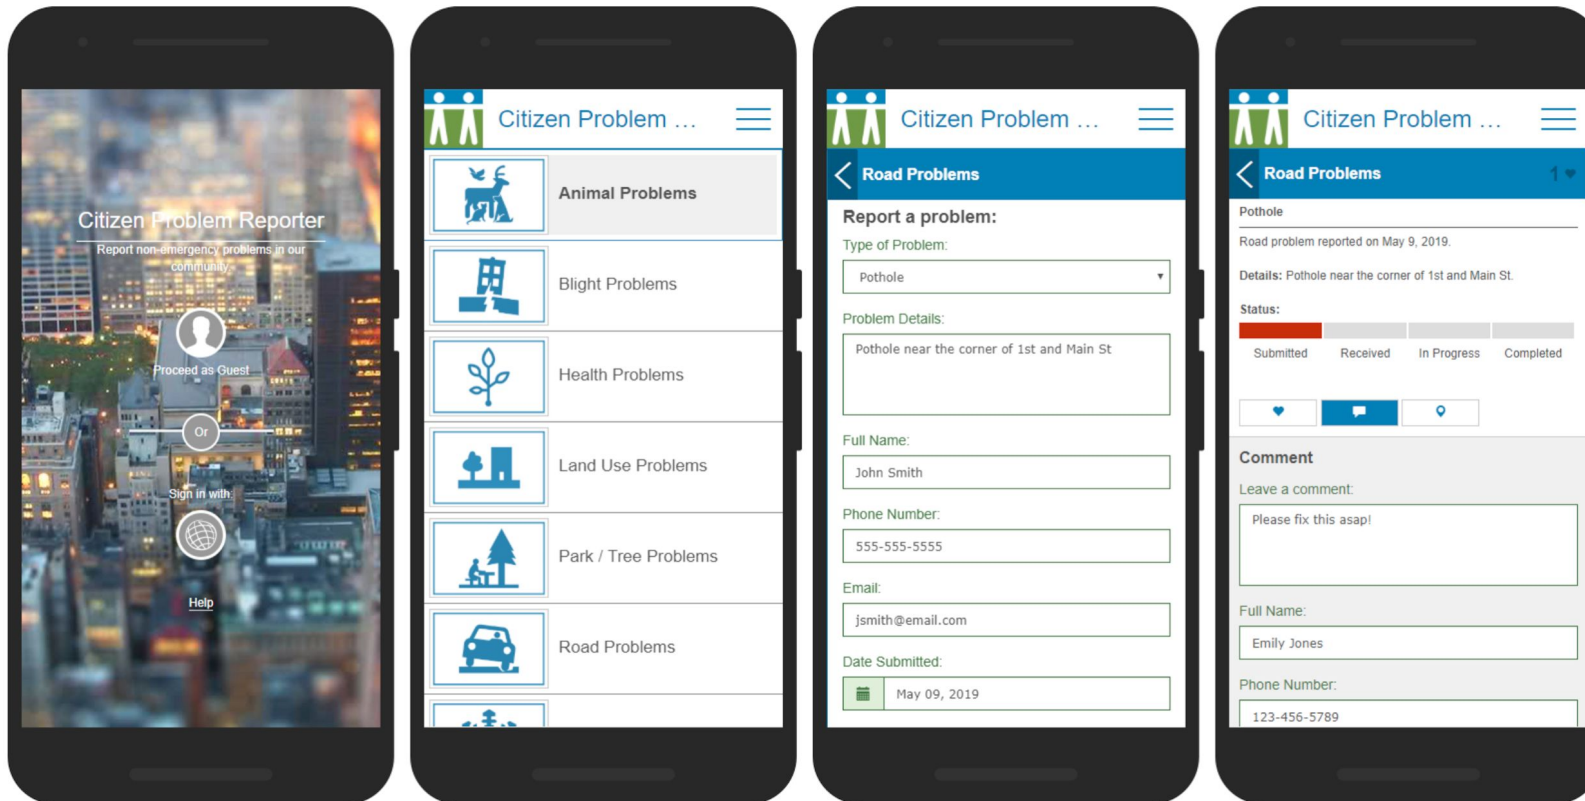 Citizen Problem Reporter
Report non-emergency problems in our
community.
Proceed as Guest
Or
Sign in with:
Help
Citizen Problem ...
Animal Problems
Blight Problems
Health Problems
Land Use Problems
Park / Tree Problems
Road Problems
Citizen Problem ...
Road Problems
Report a problem:
Type of Problem:
Pothole
Problem Details:
Pothole near the corner of 1st and Main St
Full Name:
John Smith
Phone Number:
555-555-5555
Email:
jsmith@email.com
Date Submitted:
May 09, 2019
Citizen Problem ...
Road Problems 1
Pothole
Road problem reported on May 9, 2019.
Details: Pothole near the corner of 1st and Main St.
Status:
Submitted Received In Progress Completed
Comment
Leave a comment:
Please fix this asap!
Full Name:
Emily Jones
Phone Number:
123-456-5789